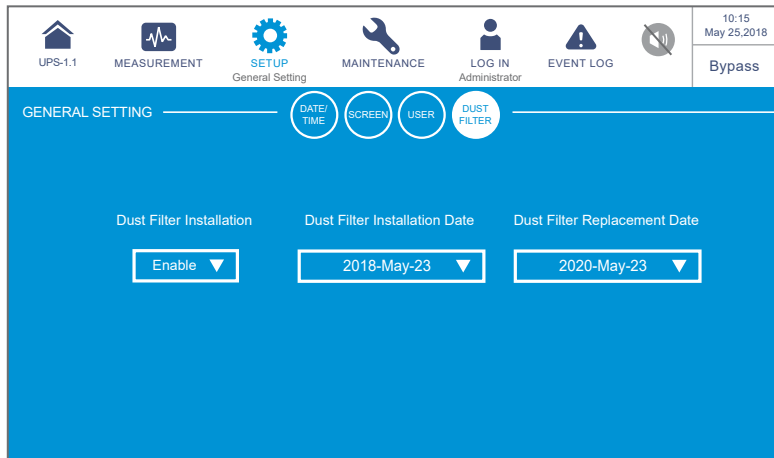 10:15
May 25,2018
UPS-1.1
MEASUREMENT
SETUP
General Setting
MAINTENANCE
LOG IN
Administrator
EVENT LOG
Bypass
GENERAL SETTING
DATE/
TIME
SCREEN
USER
DUST
FILTER
Dust Filter Installation
Dust Filter Installation Date
Dust Filter Replacement Date
Enable
2018-May-23
2020-May-23